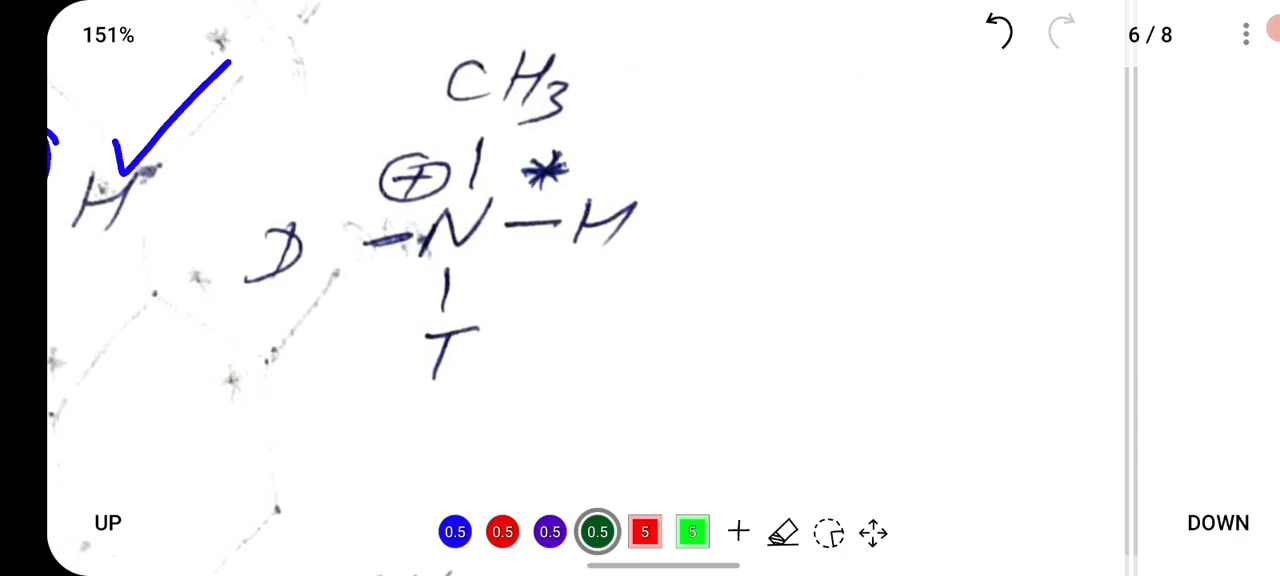 151%
6 / 8
CH3
⊕ | *
H
D -N-H
|
T
UP
0.5 0.5 0.5 0.5 5 5 +
DOWN